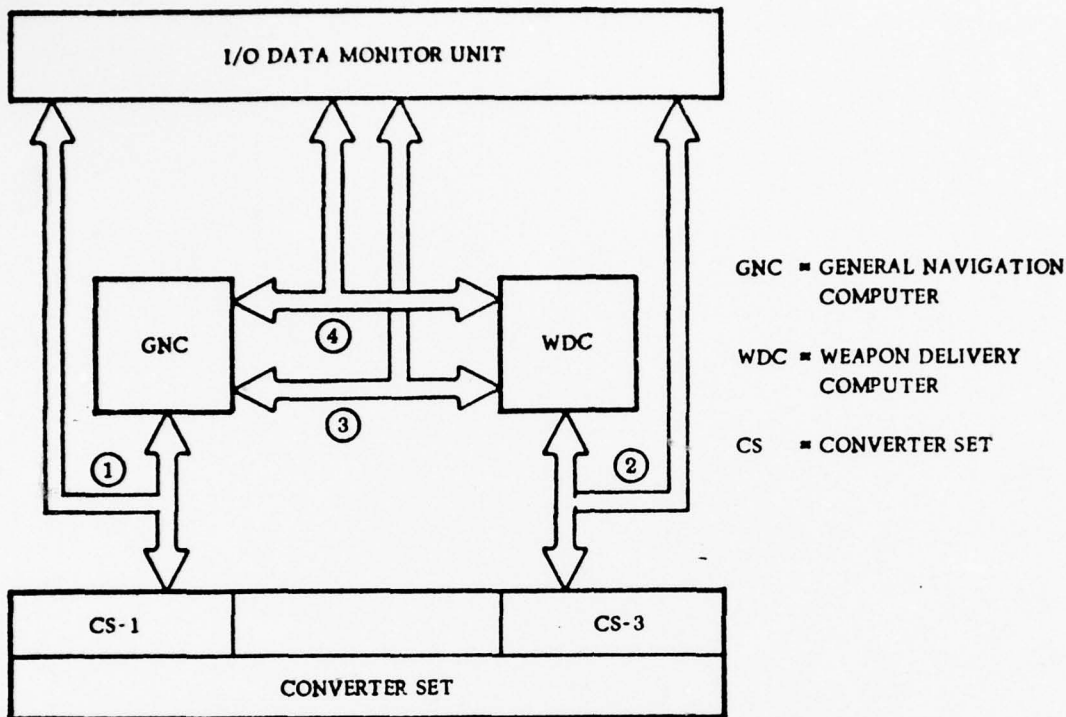 I/O DATA MONITOR UNIT
GNC
WDC
4
3
1
2
CS-1
CS-3
CONVERTER SET
GNC = GENERAL NAVIGATION
COMPUTER
WDC = WEAPON DELIVERY
COMPUTER
CS = CONVERTER SET